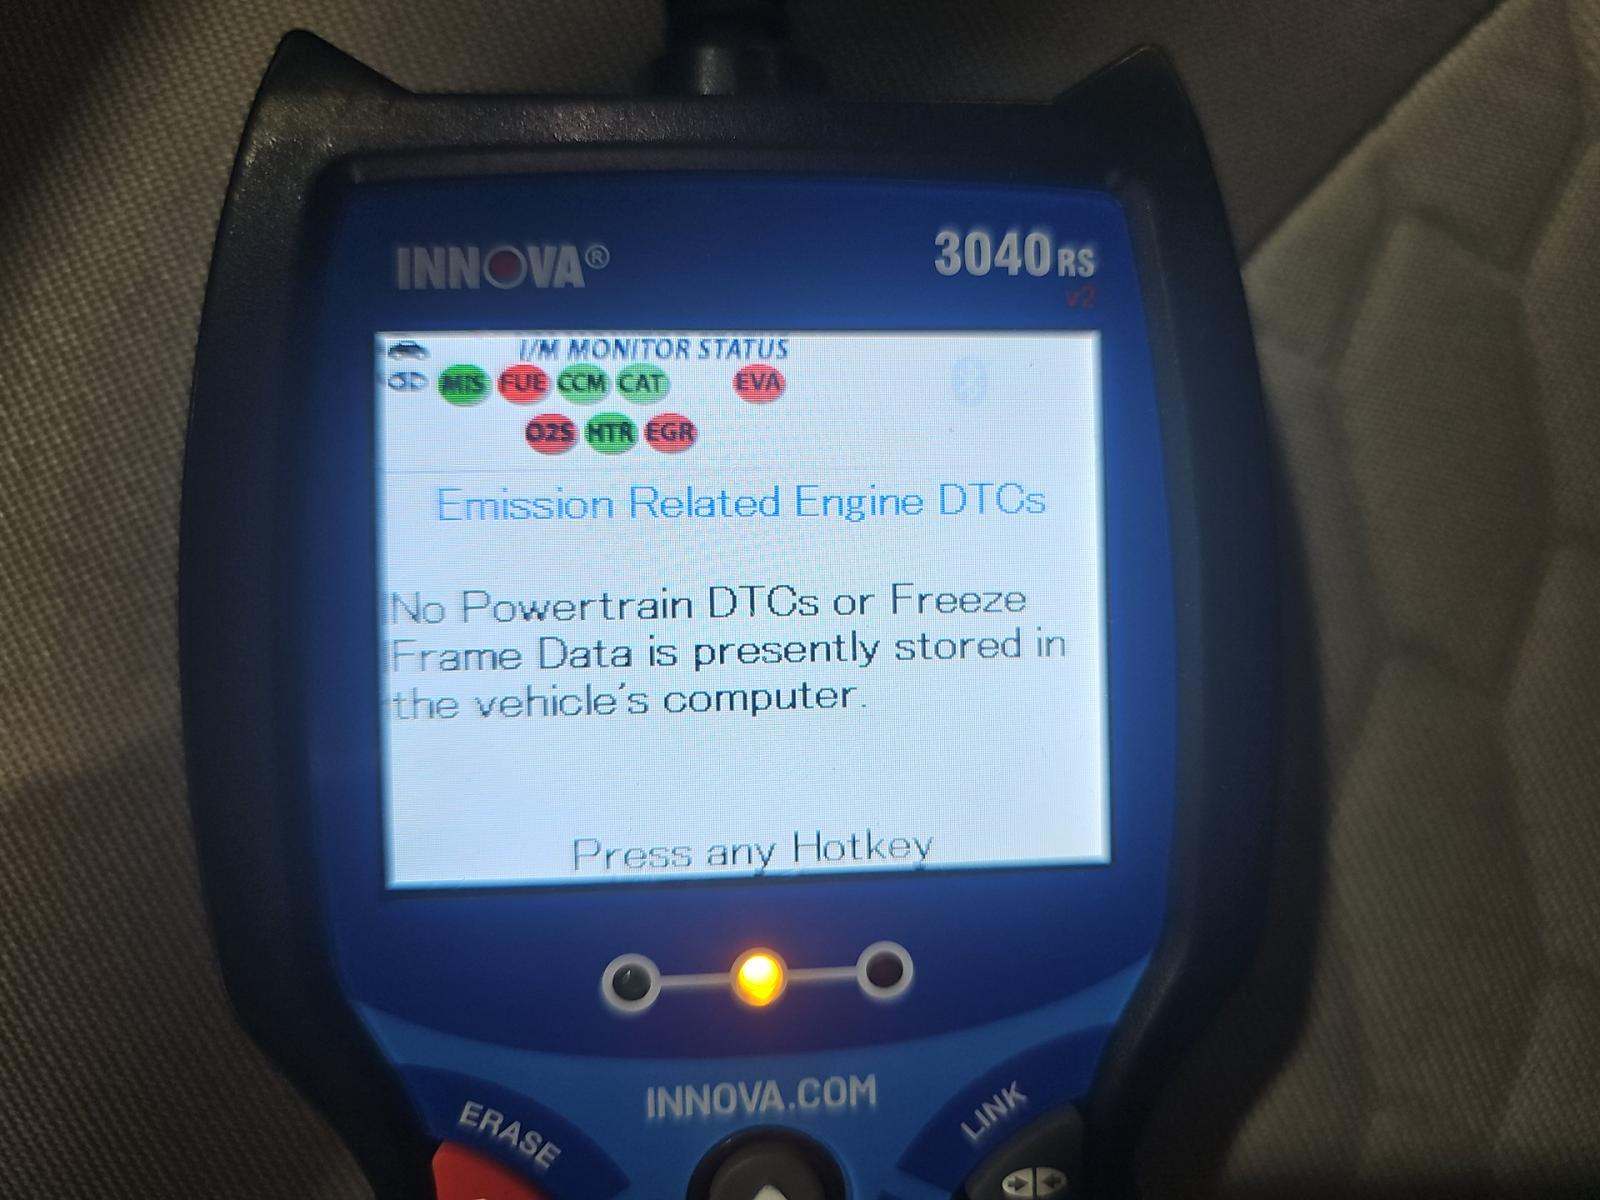 INNOVA® 3040RS
v2
I/M MONITOR STATUS
MIS FUE CCM CAT EVA
O2S HTR EGR
Emission Related Engine DTCs
No Powertrain DTCs or Freeze
Frame Data is presently stored in
the vehicle's computer.
Press any Hotkey
INNOVA.COM
ERASE
LINK